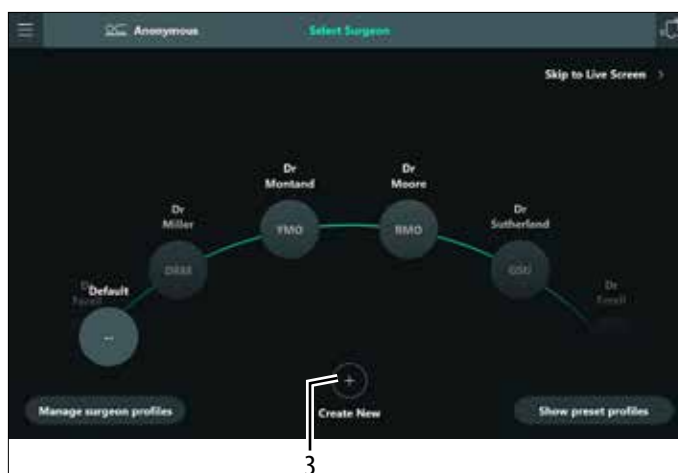 Anonymous
Select Surgeon
Skip to Live Screen
Dr
Montand
Dr
Moore
Dr
Miller
Dr
Sutherland
YMO
RMO
GSU
Default
Dr
...
Create New
Manage surgeon profiles
Show preset profiles
3